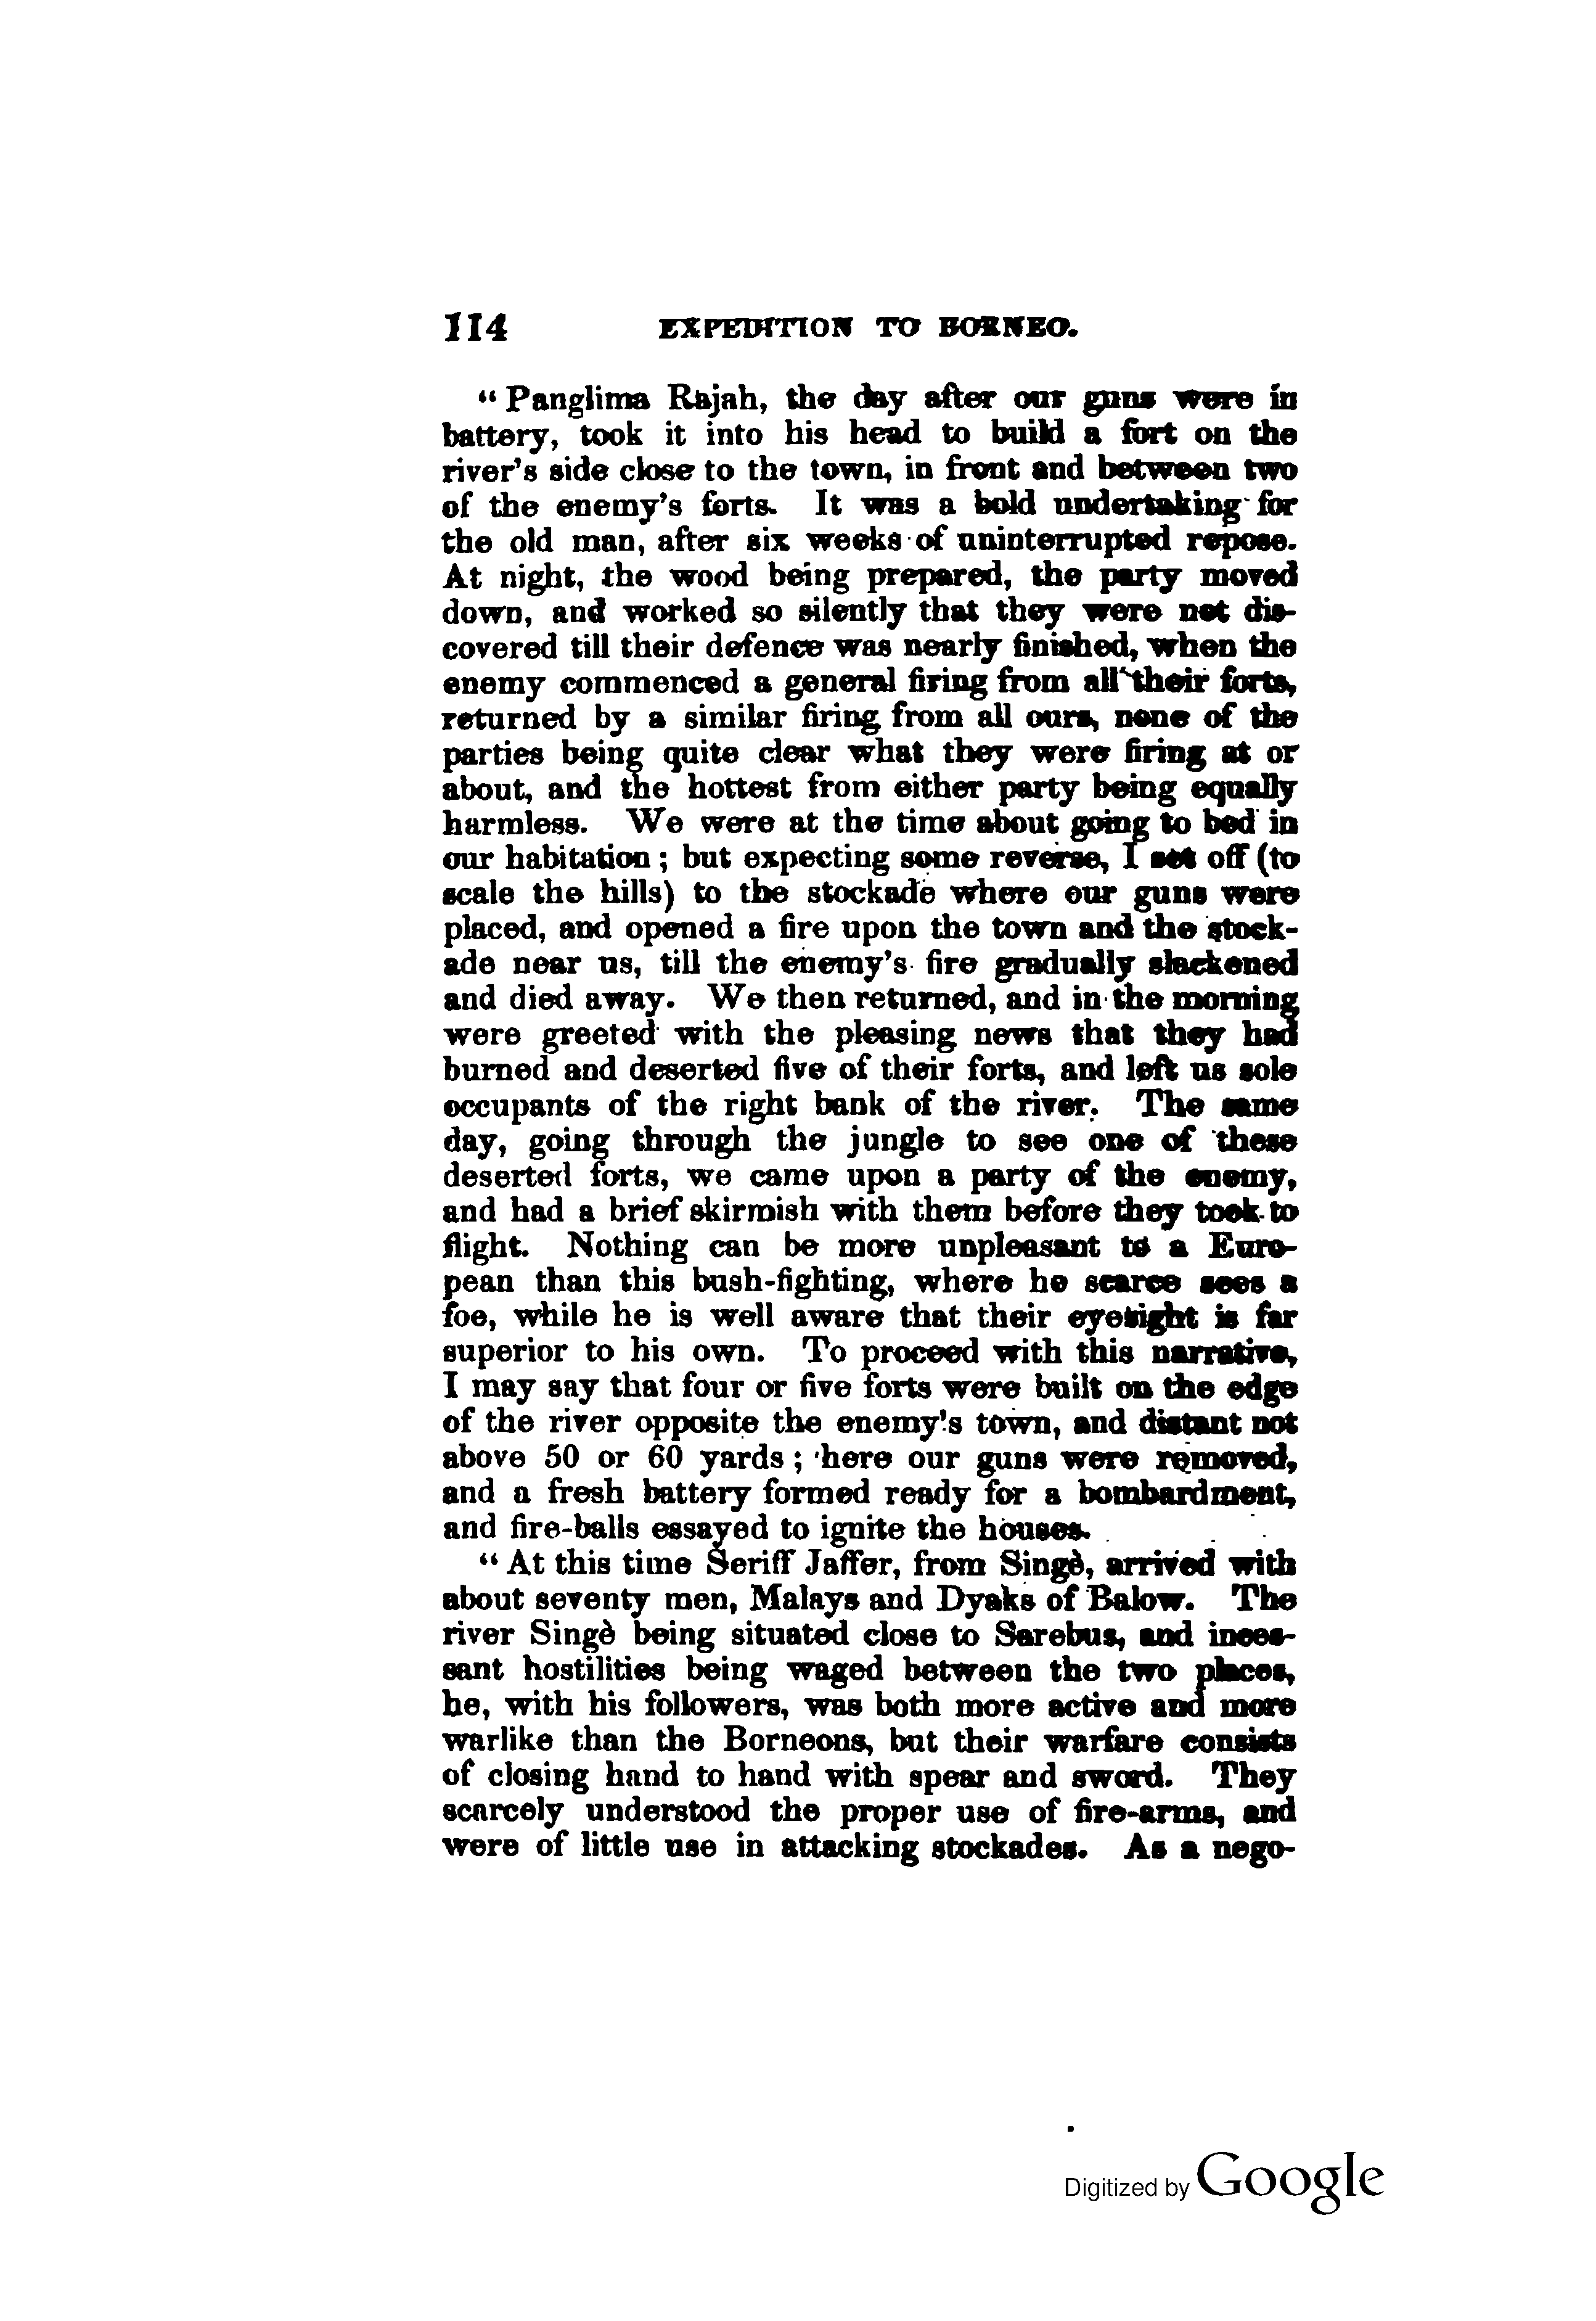 114 EXPEDITION TO BORNEO.
“Panglima Rajah, the day after our guns were in
battery, took it into his head to build a fort on the
river's side close to the town, in front and between two
of the enemy's forts. It was a bold undertaking for
the old man, after six weeks of uninterrupted repose.
At night, the wood being prepared, the party moved
down, and worked so silently that they were not dis-
covered till their defence was nearly finished, when the
enemy commenced a general firing from all their forts,
returned by a similar firing from all ours, none of the
parties being quite clear what they were firing at or
about, and the hottest from either party being equally
harmless. We were at the time about going to bed in
our habitation; but expecting some reverse, I set off (to
scale the hills) to the stockade where our guns were
placed, and opened a fire upon the town and the stock-
ade near us, till the enemy's fire gradually slackened
and died away. We then returned, and in the morning
were greeted with the pleasing news that they had
burned and deserted five of their forts, and left us sole
occupants of the right bank of the river. The same
day, going through the jungle to see one of these
deserted forts, we came upon a party of the enemy,
and had a brief skirmish with them before they took to
flight. Nothing can be more unpleasant to a Euro-
pean than this bush-fighting, where he scarce sees a
foe, while he is well aware that their eyesight is far
superior to his own. To proceed with this narrative,
I may say that four or five forts were built on the edge
of the river opposite the enemy's town, and distant not
above 50 or 60 yards; here our guns were removed,
and a fresh battery formed ready for a bombardment,
and fire-balls essayed to ignite the houses.
“At this time Seriff Jaffer, from Singè, arrived with
about seventy men, Malays and Dyaks of Balow. The
river Singè being situated close to Sarebus, and inces-
sant hostilities being waged between the two places,
he, with his followers, was both more active and more
warlike than the Borneons, but their warfare consists
of closing hand to hand with spear and sword. They
scarcely understood the proper use of fire-arms, and
were of little use in attacking stockades. As a nego-
Digitized by Google